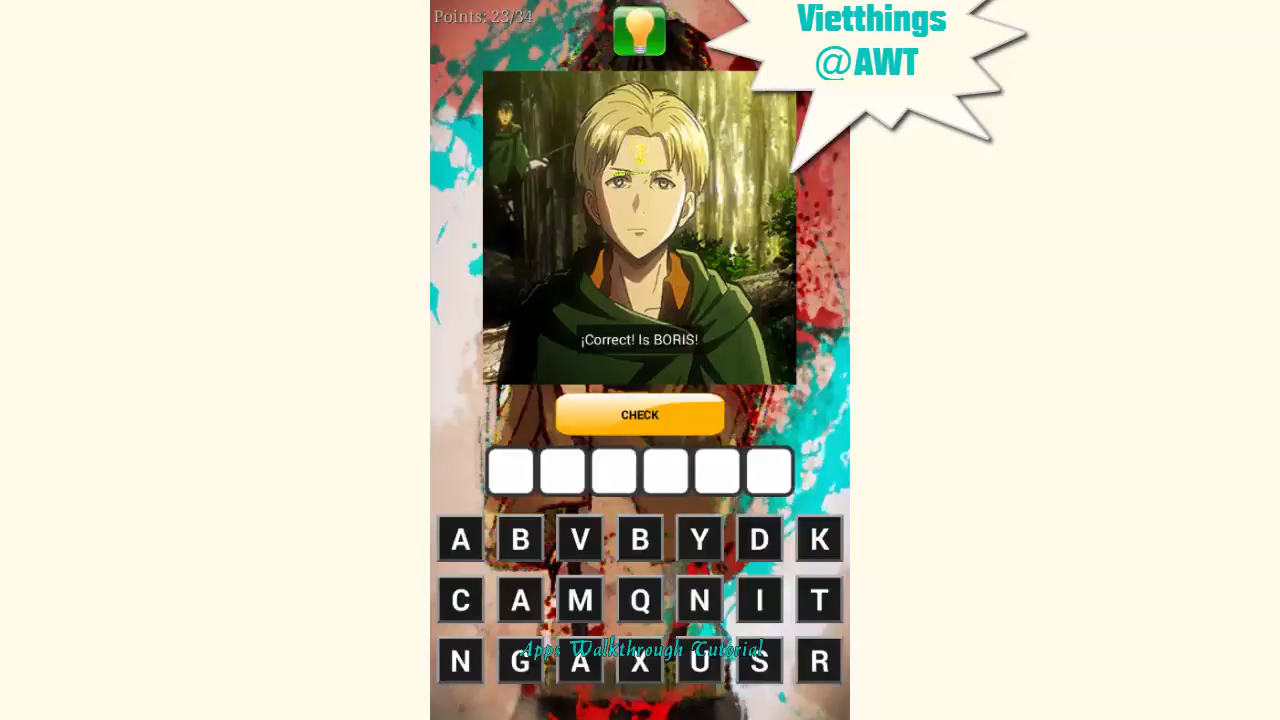 Points: 23/34
Vietthings
@AWT
¡Correct! Is BORIS!
CHECK
A B V B Y D K
C A M Q N I T
N G A X U S R
Apps Walkthrough Tutorial